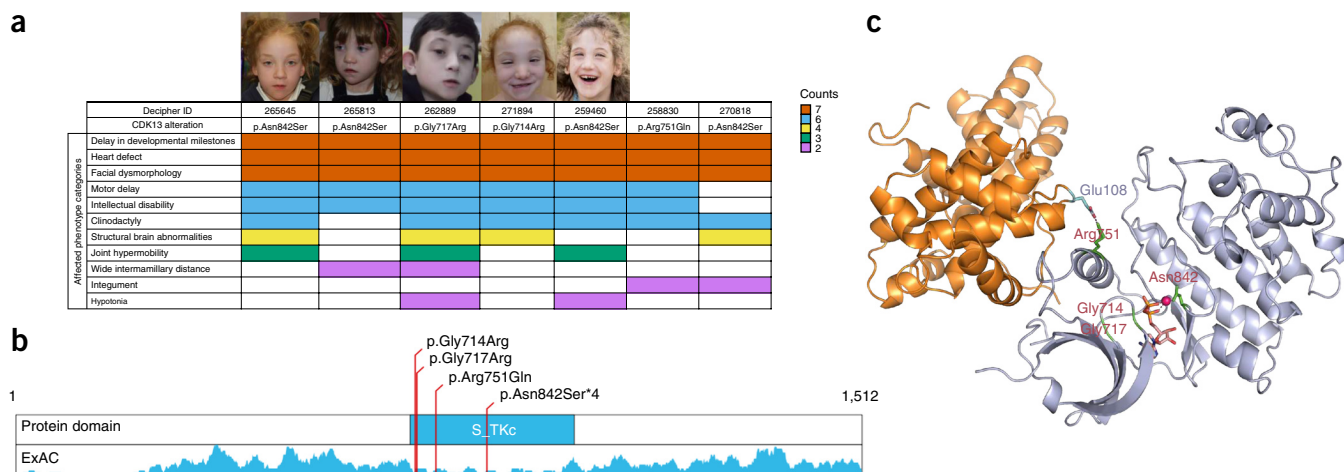 a
Decipher ID 265645 265813 262889 271894 259460 258830 270818
CDK13 alteration p.Asn842Ser p.Asn842Ser p.Gly717Arg p.Gly714Arg p.Asn842Ser p.Arg751Gln p.Asn842Ser
Affected phenotype categories
Delay in developmental milestones
Heart defect
Facial dysmorphology
Motor delay
Intellectual disability
Clinodactyly
Structural brain abnormalities
Joint hypermobility
Wide intermamillary distance
Integument
Hypotonia
Counts
7
6
4
3
2
b
p.Gly714Arg
p.Gly717Arg
p.Arg751Gln
p.Asn842Ser*4
1 1,512
Protein domain S_TKc
ExAC
c
Glu108
Arg751
Asn842
Gly714
Gly717